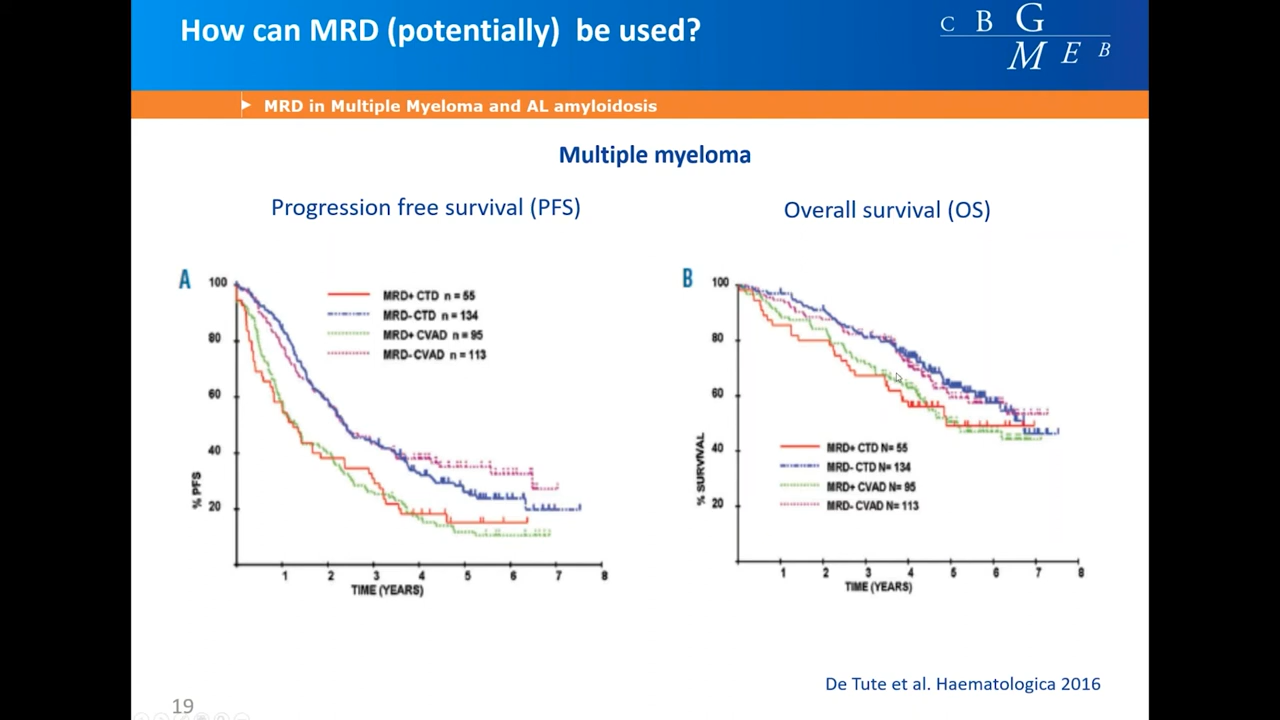 How can MRD (potentially) be used?
C B G
M E B
MRD in Multiple Myeloma and AL amyloidosis
Multiple myeloma
Progression free survival (PFS)
Overall survival (OS)
A
100
80
60
40
20
% PFS
MRD+ CTD n = 55
MRD- CTD n = 134
MRD+ CVAD n = 95
MRD- CVAD n = 113
1 2 3 4 5 6 7 8
TIME (YEARS)
B
100
80
60
40
20
% SURVIVAL
MRD+ CTD N= 55
MRD- CTD N= 134
MRD+ CVAD N= 95
MRD- CVAD N= 113
1 2 3 4 5 6 7 8
TIME (YEARS)
De Tute et al. Haematologica 2016
19